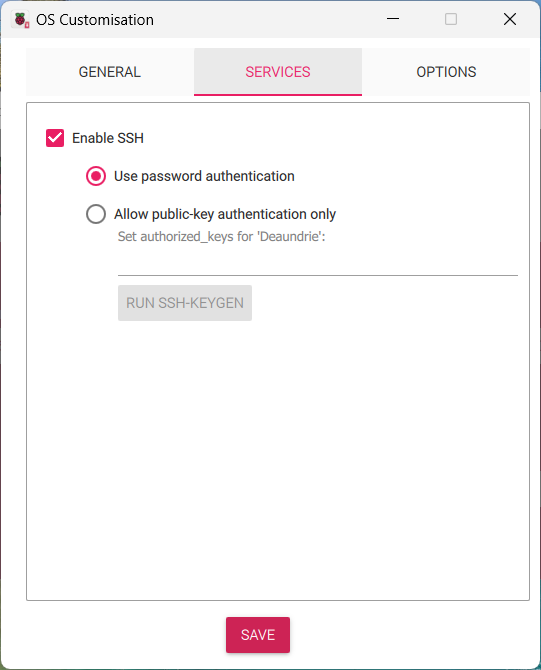 OS Customisation
GENERAL
SERVICES
OPTIONS
Enable SSH
Use password authentication
Allow public-key authentication only
Set authorized_keys for 'Deaundrie':
RUN SSH-KEYGEN
SAVE